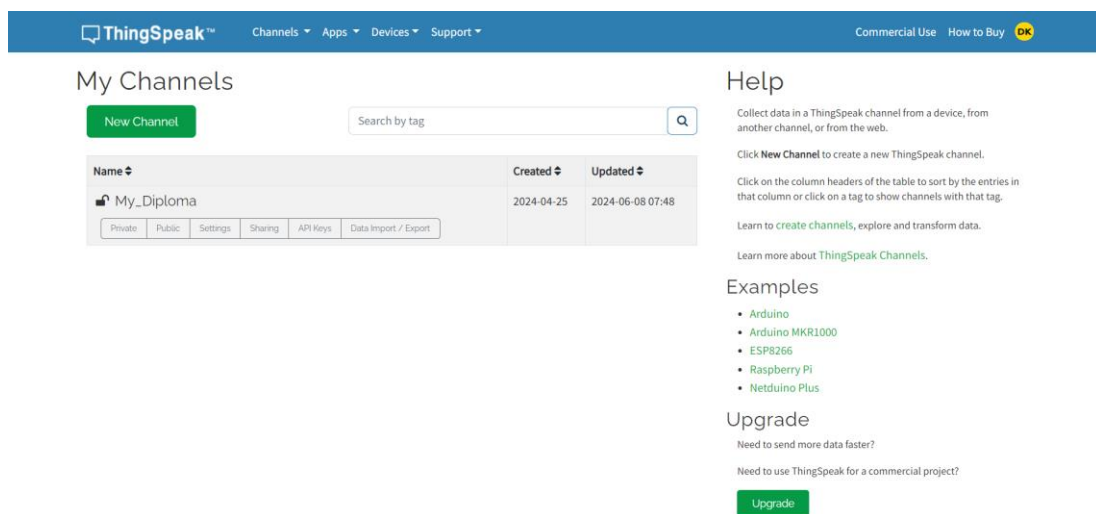 ThingSpeak™ Channels Apps Devices Support Commercial Use How to Buy DK
My Channels
New Channel Search by tag
Name Created Updated
My_Diploma 2024-04-25 2024-06-08 07:48
Private Public Settings Sharing API Keys Data Import / Export
Help
Collect data in a ThingSpeak channel from a device, from
another channel, or from the web.
Click New Channel to create a new ThingSpeak channel.
Click on the column headers of the table to sort by the entries in
that column or click on a tag to show channels with that tag.
Learn to create channels, explore and transform data.
Learn more about ThingSpeak Channels.
Examples
• Arduino
• Arduino MKR1000
• ESP8266
• Raspberry Pi
• Netduino Plus
Upgrade
Need to send more data faster?
Need to use ThingSpeak for a commercial project?
Upgrade